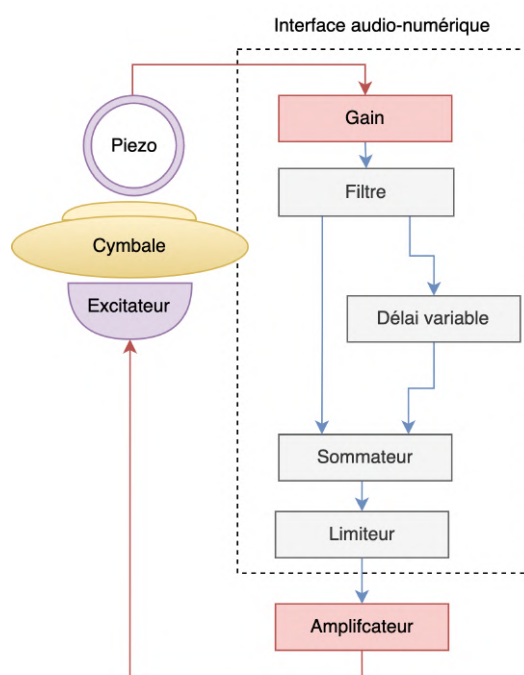 Interface audio-numérique
Gain
Piezo
Filtre
Cymbale
Excitateur
Délai variable
Sommateur
Limiteur
Amplifcateur